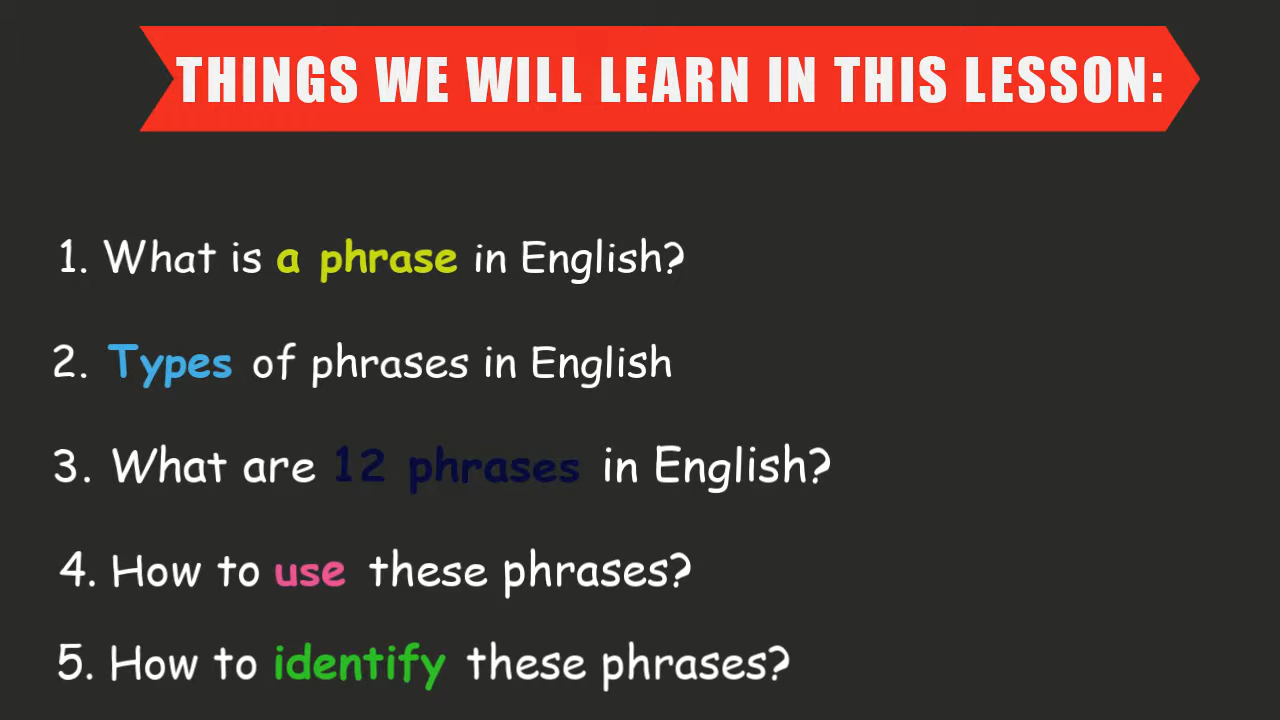 THINGS WE WILL LEARN IN THIS LESSON:
1. What is a phrase in English?
2. Types of phrases in English
3. What are 12 phrases in English?
4. How to use these phrases?
5. How to identify these phrases?